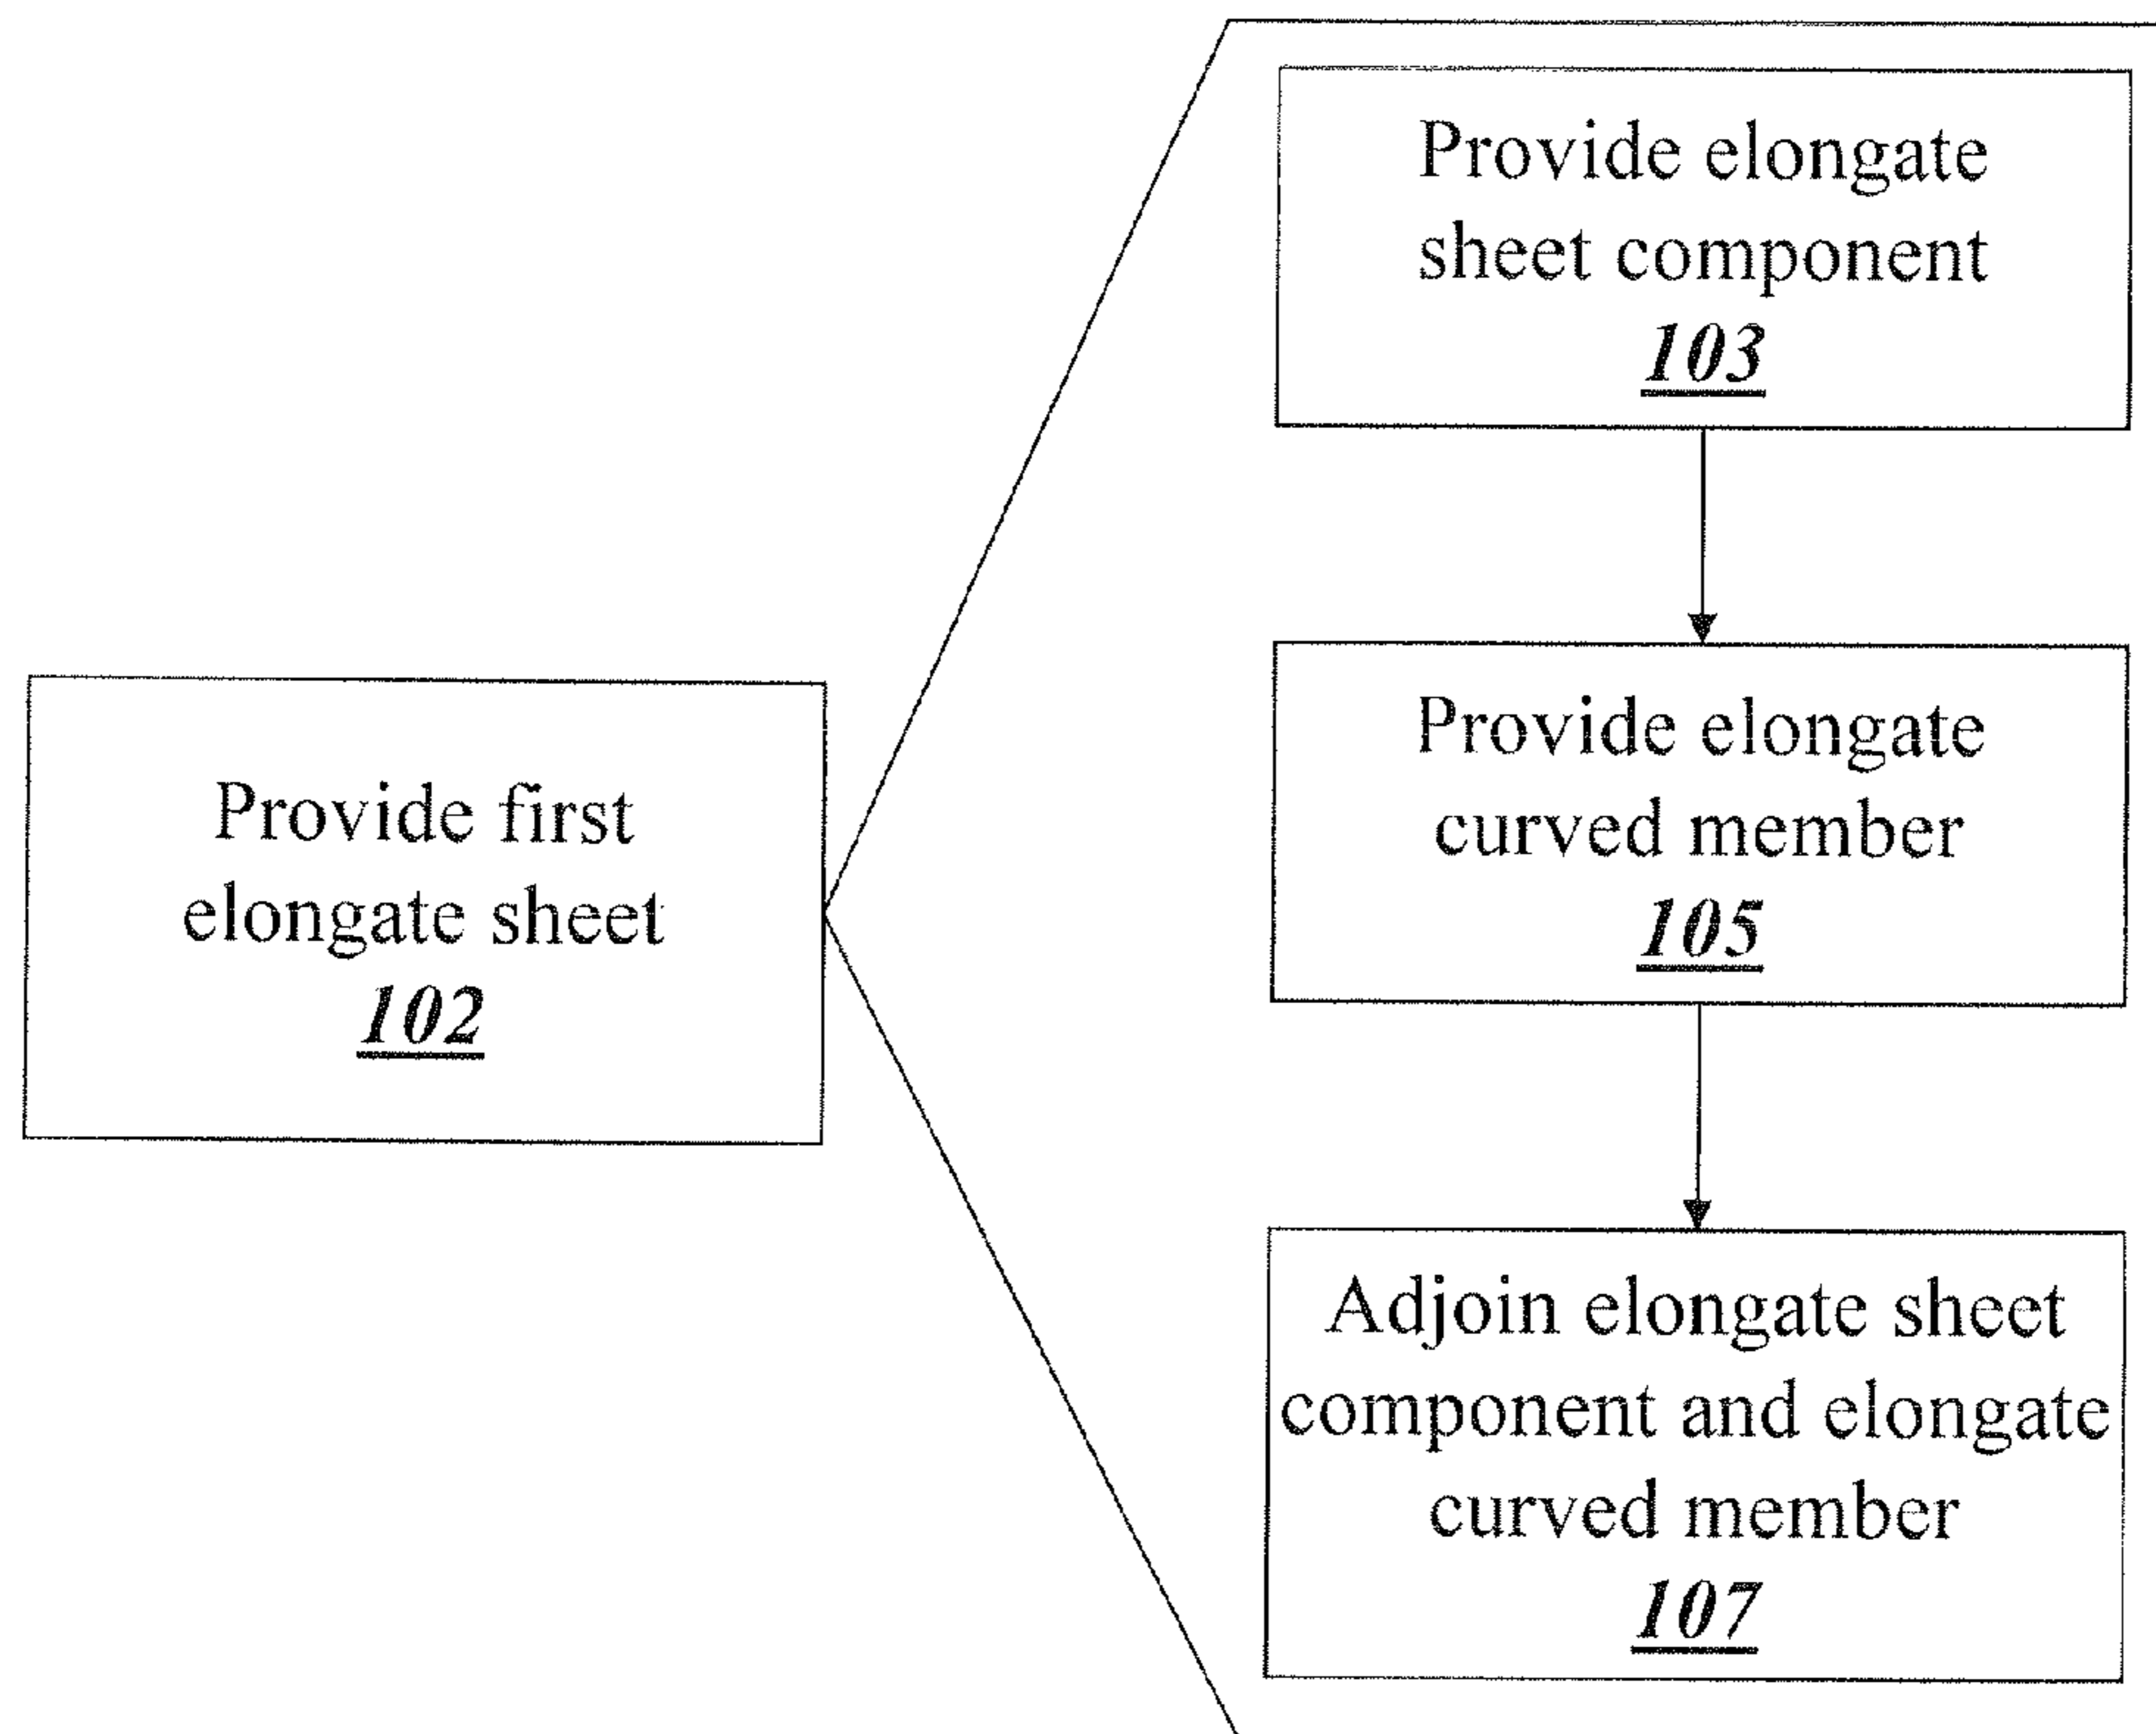 Provide first
elongate sheet
102
Provide elongate
sheet component
103
Provide elongate
curved member
105
Adjoin elongate sheet
component and elongate
curved member
107